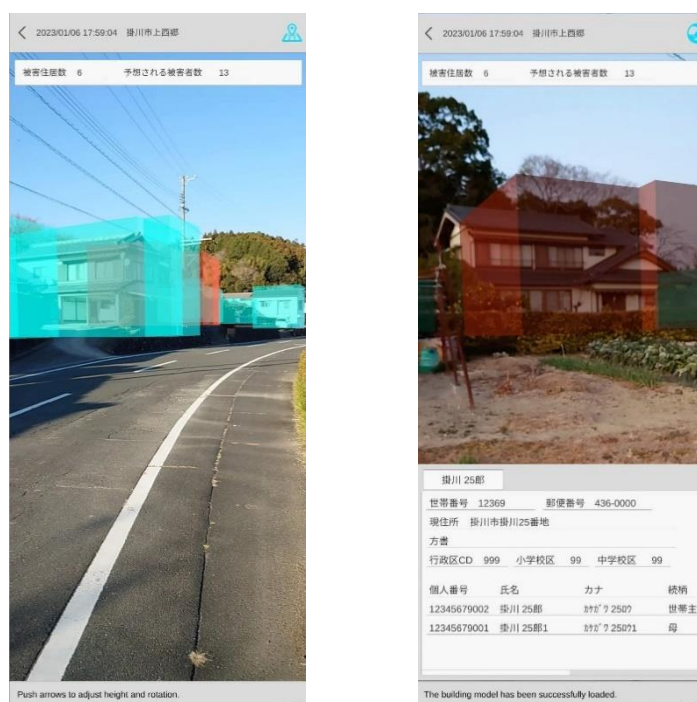 2023/01/06 17:59:04 掛川市上西郷
被害住居数 6 予想される被害者数 13
Push arrows to adjust height and rotation.
2023/01/06 17:59:04 掛川市上西郷
被害住居数 6 予想される被害者数 13
掛川 25郎
世帯番号 12369 郵便番号 436-0000
現住所 掛川市掛川25番地
方書
行政区CD 999 小学校区 99 中学校区 99
個人番号 氏名 カナ 続柄
12345679002 掛川 25郎 ｶｹｶﾞﾜ 25ﾛｳ 世帯主
12345679001 掛川 25郎1 ｶｹｶﾞﾜ 25ﾛｳ1 母
The building model has been successfully loaded.